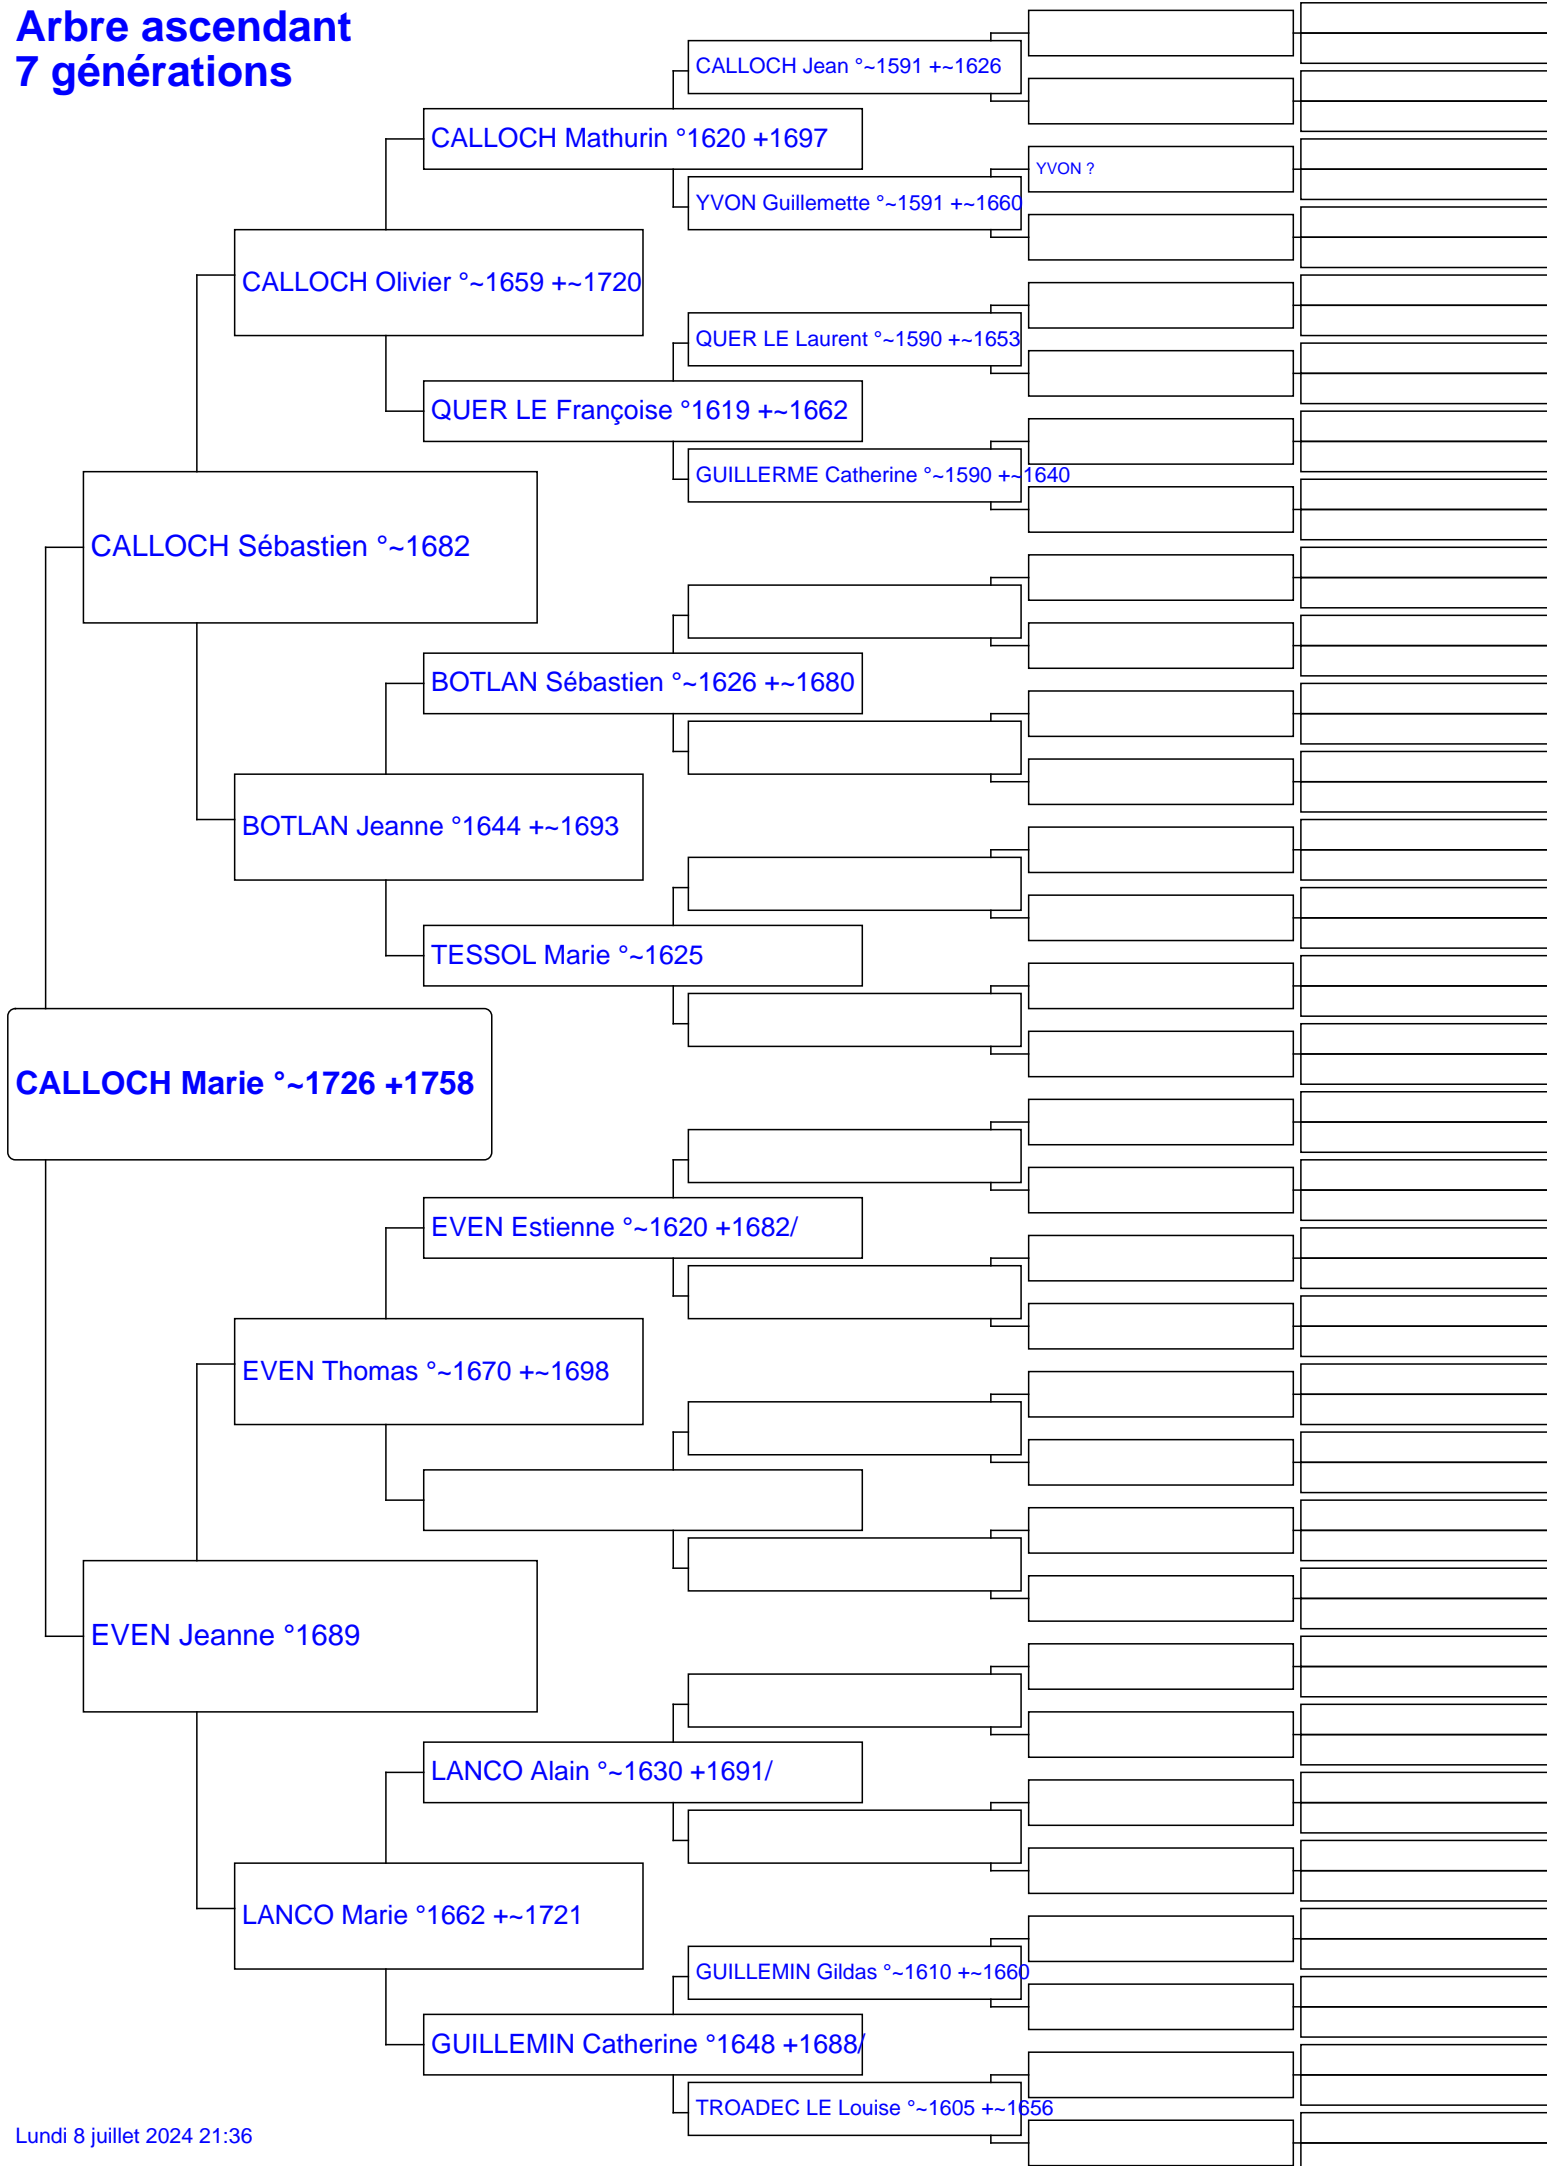 Arbre ascendant
7 générations
CALLOCH Jean °~1591 +~1626
CALLOCH Mathurin °1620 +1697
YVON ?
YVON Guillemette °~1591 +~1660
CALLOCH Olivier °~1659 +~1720
QUER LE Laurent °~1590 +~1653
QUER LE Françoise °1619 +~1662
GUILLERME Catherine °~1590 +~1640
CALLOCH Sébastien °~1682
BOTLAN Sébastien °~1626 +~1680
BOTLAN Jeanne °1644 +~1693
TESSOL Marie °~1625
CALLOCH Marie °~1726 +1758
EVEN Estienne °~1620 +1682/
EVEN Thomas °~1670 +~1698
EVEN Jeanne °1689
LANCO Alain °~1630 +1691/
LANCO Marie °1662 +~1721
GUILLEMIN Gildas °~1610 +~1660
GUILLEMIN Catherine °1648 +1688/
TROADEC LE Louise °~1605 +~1656
Lundi 8 juillet 2024 21:36